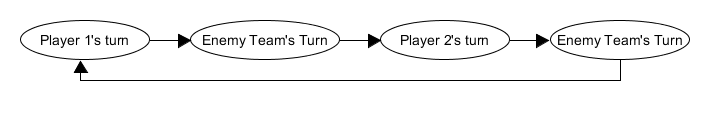 Player 1's turn
Enemy Team's Turn
Player 2's turn
Enemy Team's Turn